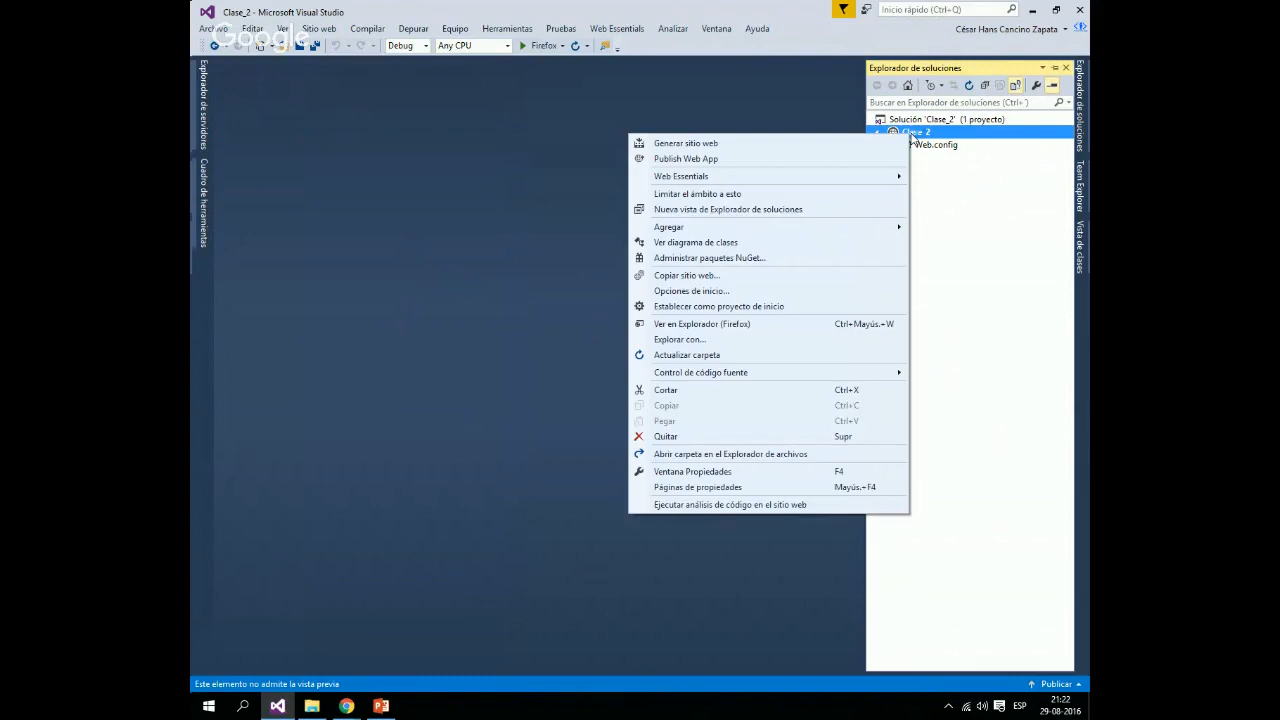 Clase_2 - Microsoft Visual Studio
Inicio rápido (Ctrl+Q)
Archivo Editar Ver Sitio web Compilar Depurar Equipo Herramientas Pruebas Web Essentials Analizar Ventana Ayuda
César Hans Cancino Zapata
Google
Debug Any CPU Firefox
Explorador de servidores
Cuadro de herramientas
Explorador de soluciones
Buscar en Explorador de soluciones (Ctrl+¨)
Solución 'Clase_2' (1 proyecto)
Clase_2
Web.config
Explorador de soluciones
Team Explorer
Vista de clases
Generar sitio web
Publish Web App
Web Essentials
Limitar el ámbito a esto
Nueva vista de Explorador de soluciones
Agregar
Ver diagrama de clases
Administrar paquetes NuGet...
Copiar sitio web...
Opciones de inicio...
Establecer como proyecto de inicio
Ver en Explorador (Firefox) Ctrl+Mayús.+W
Explorar con...
Actualizar carpeta
Control de código fuente
Cortar Ctrl+X
Copiar Ctrl+C
Pegar Ctrl+V
Quitar Supr
Abrir carpeta en el Explorador de archivos
Ventana Propiedades F4
Páginas de propiedades Mayús.+F4
Ejecutar análisis de código en el sitio web
Este elemento no admite la vista previa
Publicar
ESP
21:22
29-08-2016